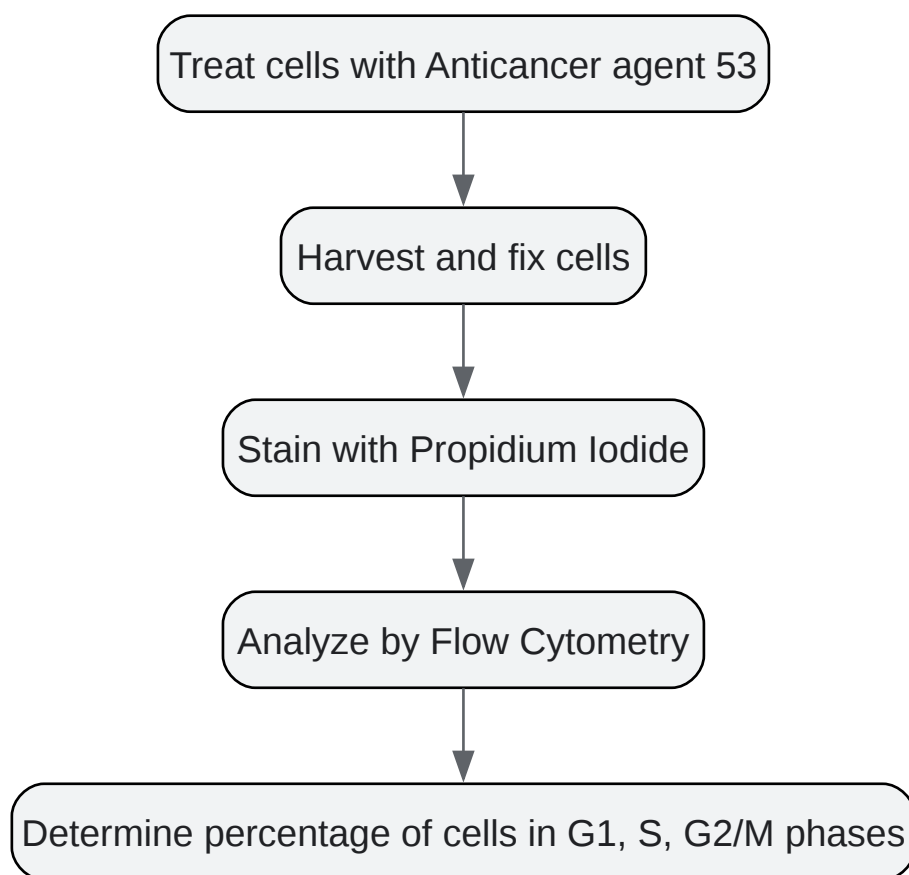 Treat cells with Anticancer agent 53
Harvest and fix cells
Stain with Propidium Iodide
Analyze by Flow Cytometry
Determine percentage of cells in G1, S, G2/M phases